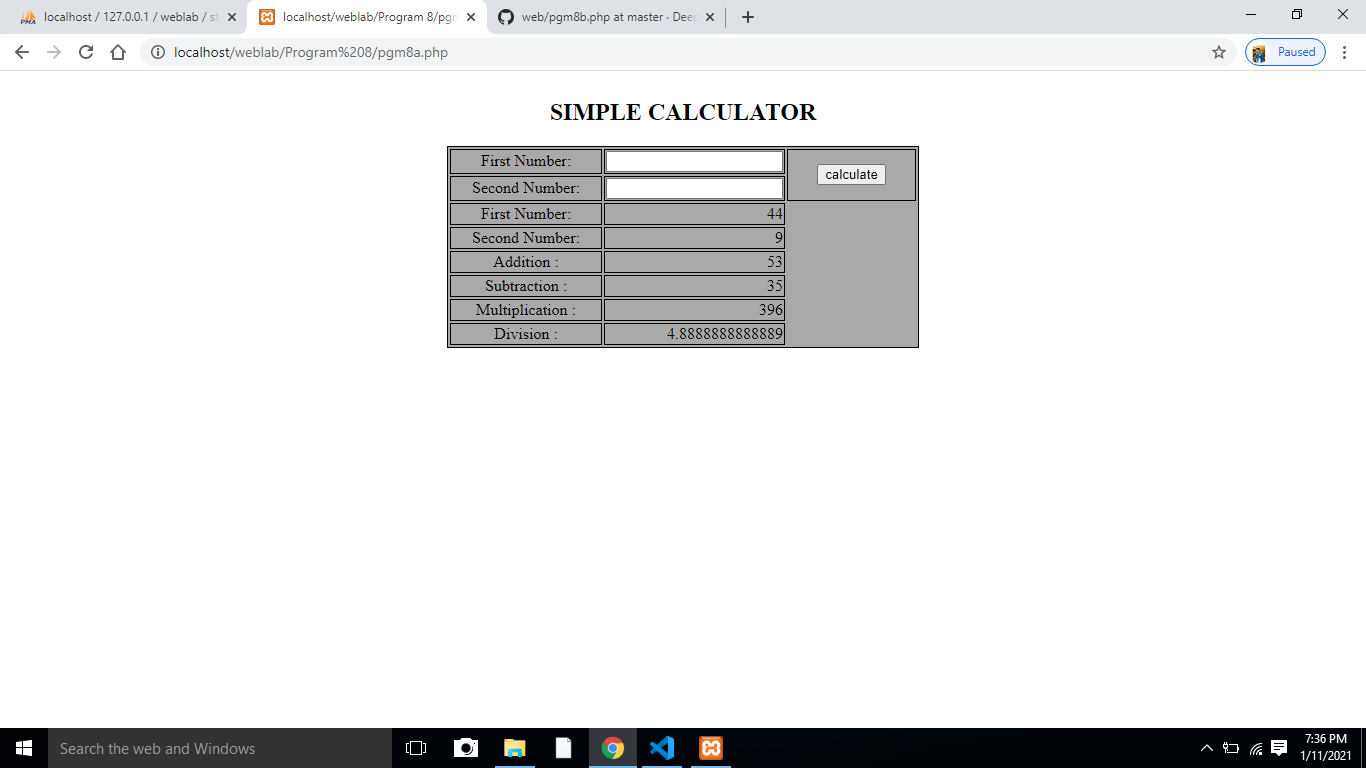 localhost / 127.0.0.1 / weblab / st
localhost/weblab/Program 8/pgm
web/pgm8b.php at master · Deep
localhost/weblab/Program%208/pgm8a.php
Paused
SIMPLE CALCULATOR
First Number:
calculate
Second Number:
First Number: 44
Second Number: 9
Addition : 53
Subtraction : 35
Multiplication : 396
Division : 4.8888888888889
Search the web and Windows
7:36 PM
1/11/2021